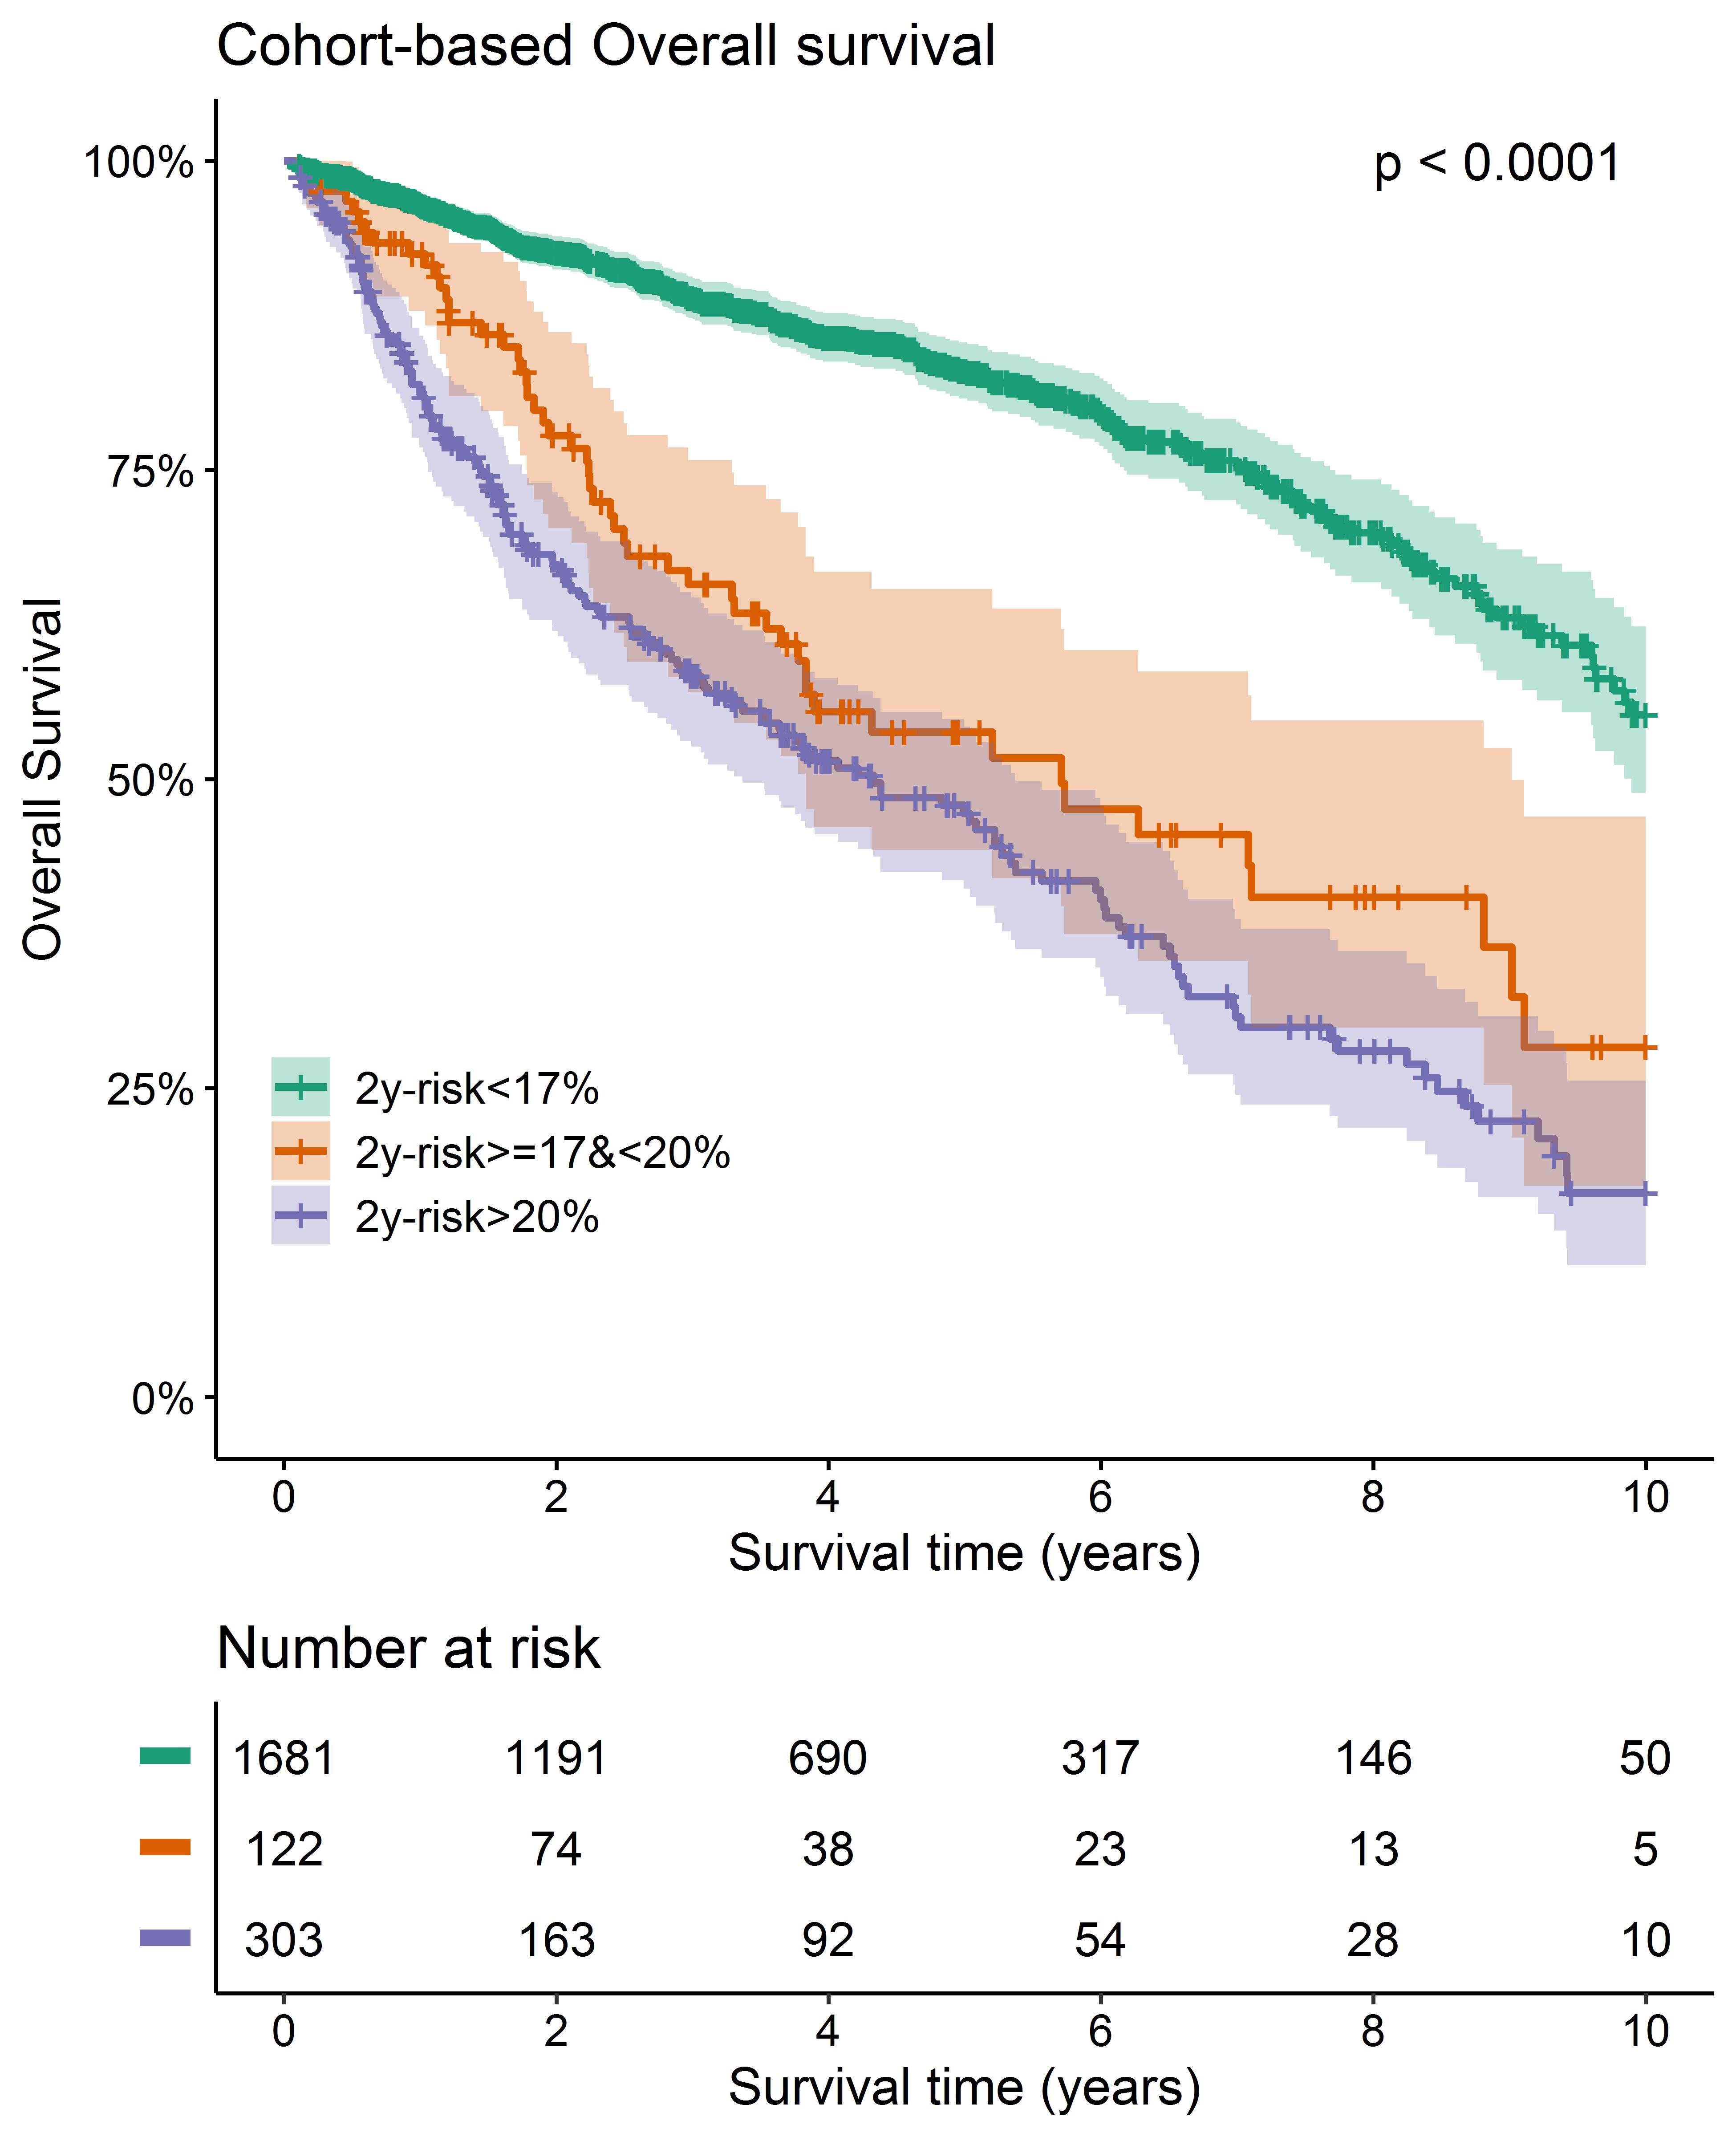 Cohort-based Overall survival
p < 0.0001
100%
75%
50%
25%
0%
Overall Survival
2y-risk<17%
2y-risk>=17&<20%
2y-risk>20%
0 2 4 6 8 10
Survival time (years)
Number at risk
1681 1191 690 317 146 50
122 74 38 23 13 5
303 163 92 54 28 10
0 2 4 6 8 10
Survival time (years)